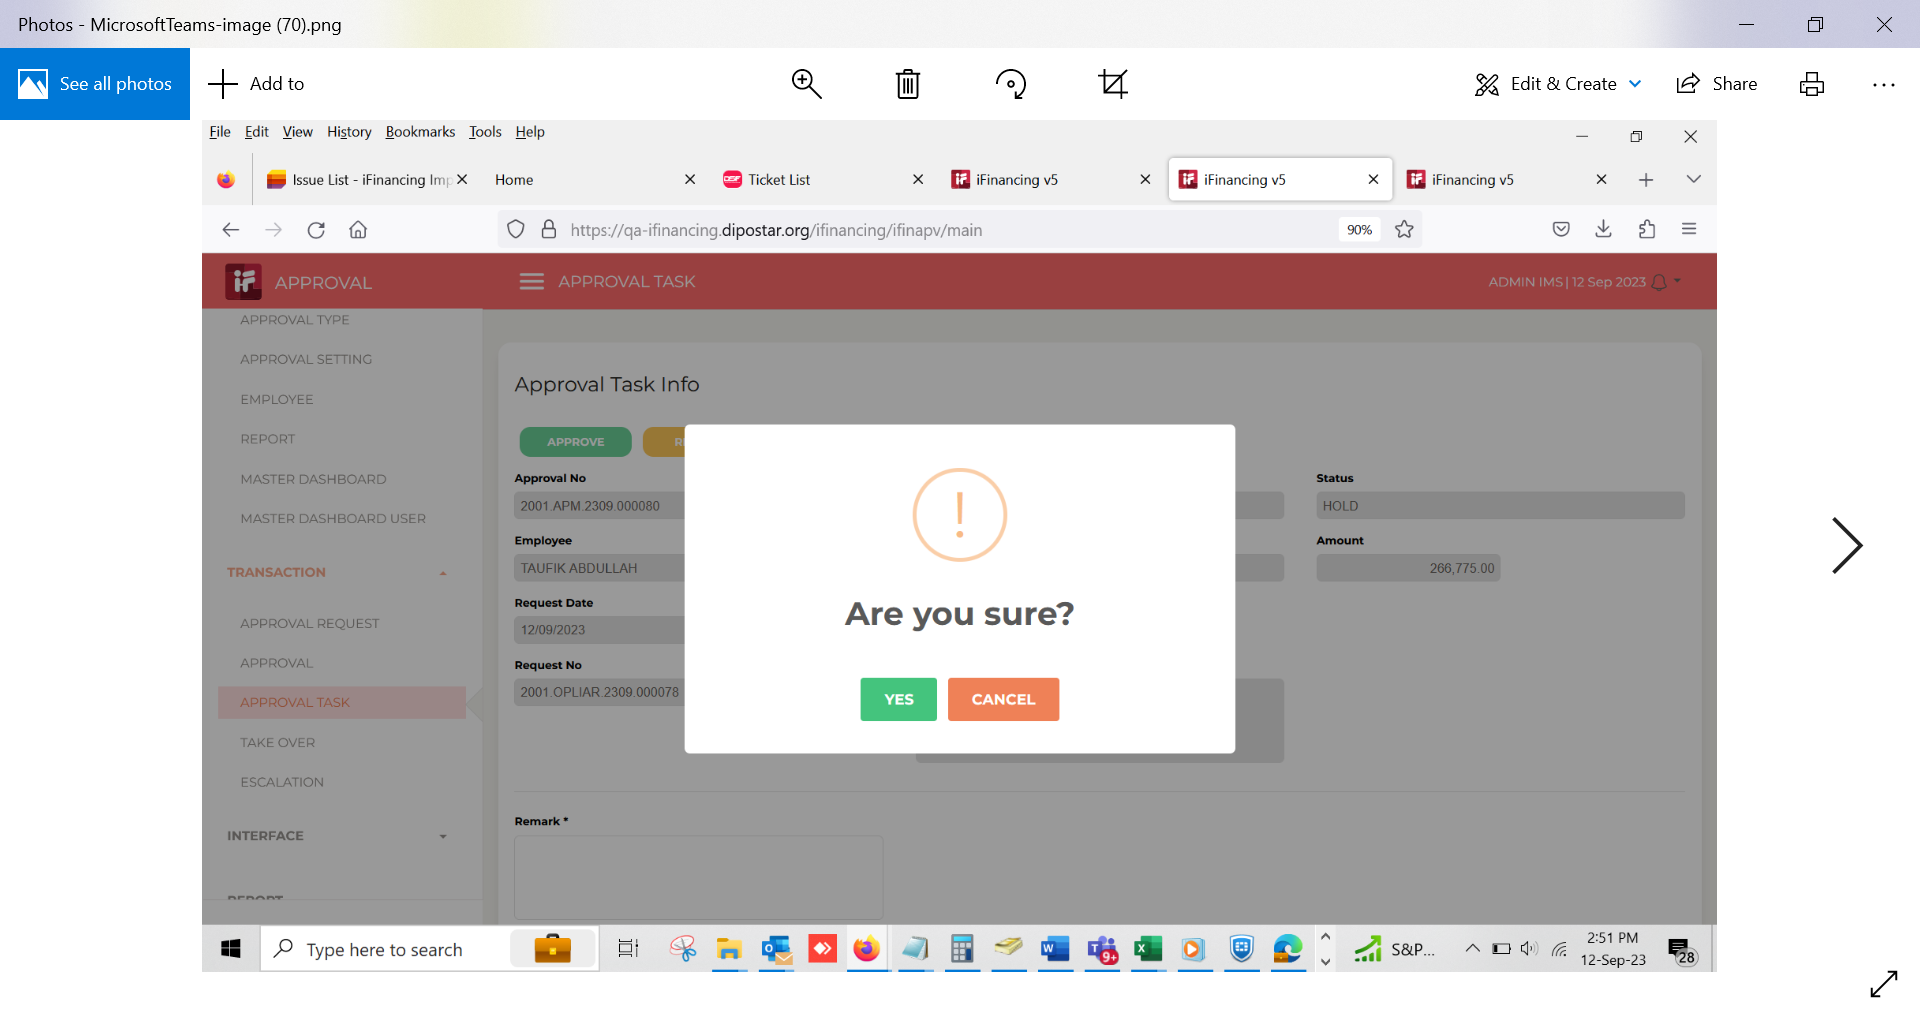 Photos - MicrosoftTeams-image (70).png
See all photos
Add to
Edit & Create
Share
File Edit View History Bookmarks Tools Help
Issue List - iFinancing Imp
Home
Ticket List
iFinancing v5
iFinancing v5
iFinancing v5
https://qa-ifinancing.dipostar.org/ifinancing/ifinapv/main
90%
APPROVAL
APPROVAL TASK
ADMIN IMS | 12 Sep 2023
APPROVAL TYPE
APPROVAL SETTING
EMPLOYEE
REPORT
MASTER DASHBOARD
MASTER DASHBOARD USER
TRANSACTION
APPROVAL REQUEST
APPROVAL
APPROVAL TASK
TAKE OVER
ESCALATION
INTERFACE
REPORT
Approval Task Info
APPROVE
Approval No
2001.APM.2309.000080
Status
HOLD
Employee
TAUFIK ABDULLAH
Amount
266,775.00
Request Date
12/09/2023
Request No
2001.OPLIAR.2309.000078
Remark *
!
Are you sure?
YES
CANCEL
Type here to search
9+
S&P...
2:51 PM
12-Sep-23
28